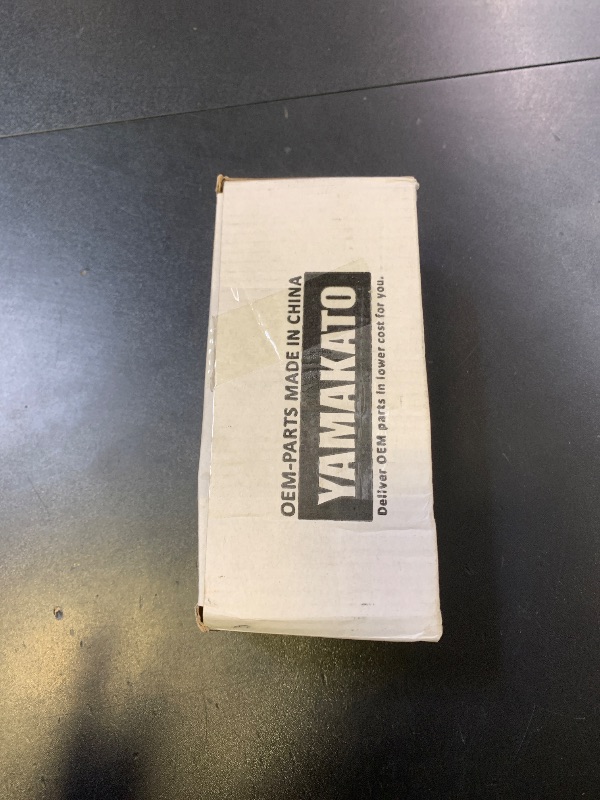 OEM-PARTS MADE IN CHINA
YAMAKATO
Deliver OEM parts in lower cost for you.